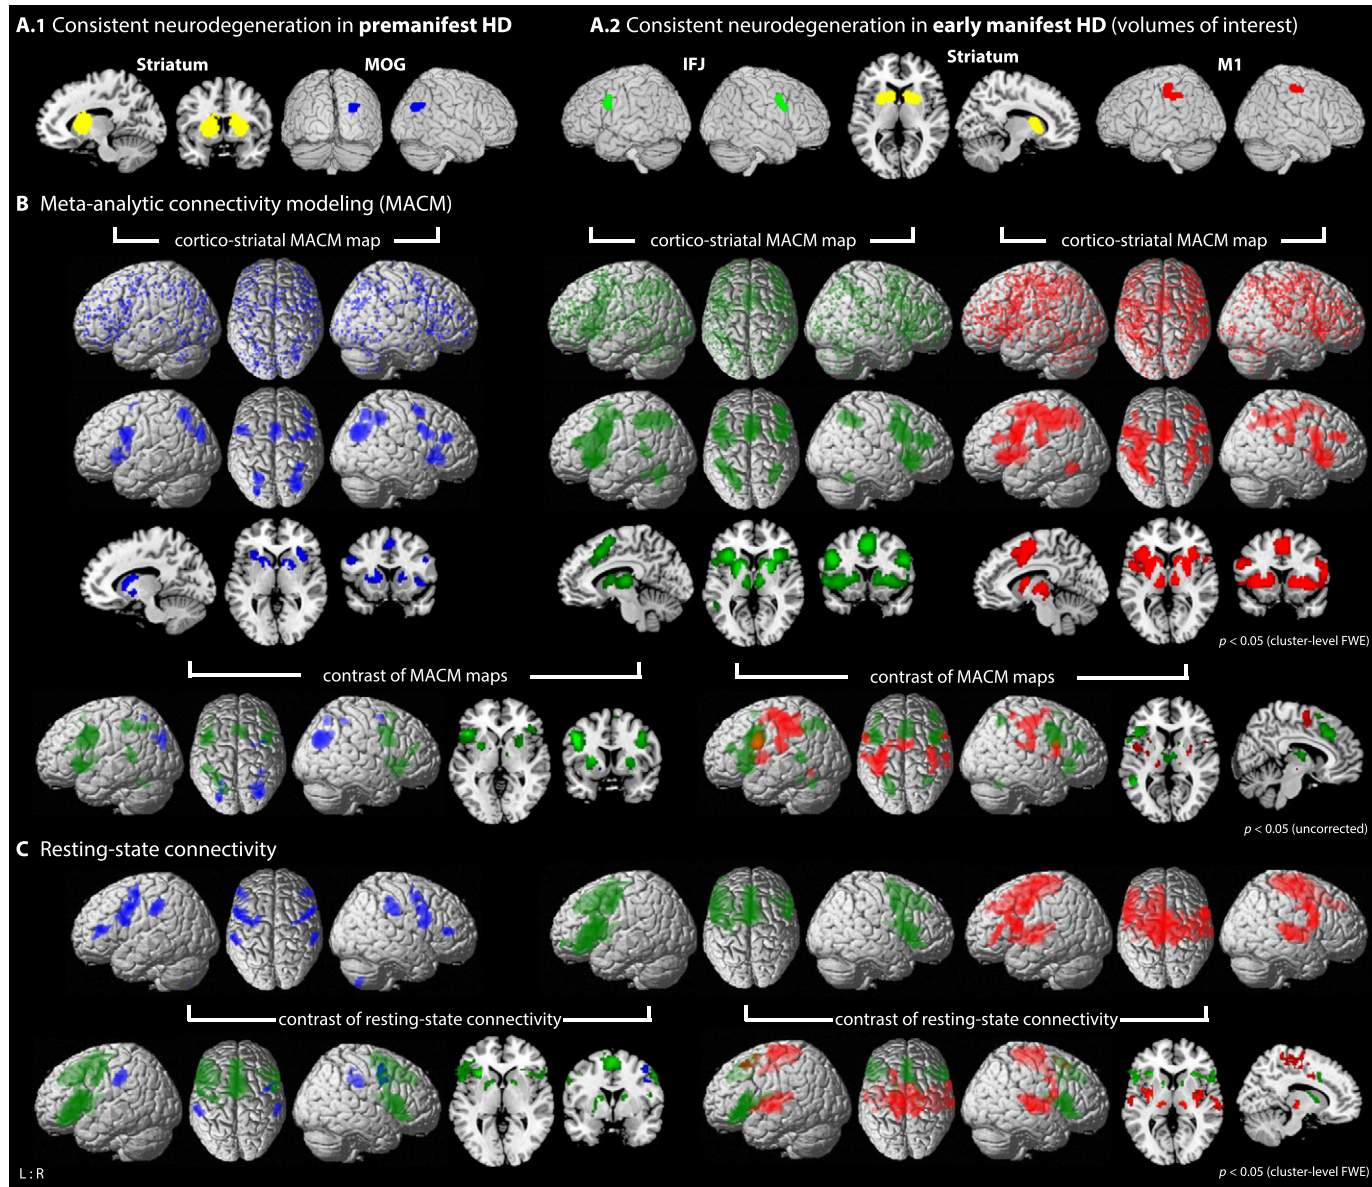 A.1 Consistent neurodegeneration in premanifest HD
A.2 Consistent neurodegeneration in early manifest HD (volumes of interest)
Striatum
MOG
IFJ
Striatum
M1
B Meta-analytic connectivity modeling (MACM)
cortico-striatal MACM map
cortico-striatal MACM map
cortico-striatal MACM map
p < 0.05 (cluster-level FWE)
contrast of MACM maps
contrast of MACM maps
p < 0.05 (uncorrected)
C Resting-state connectivity
contrast of resting-state connectivity
contrast of resting-state connectivity
L : R
p < 0.05 (cluster-level FWE)